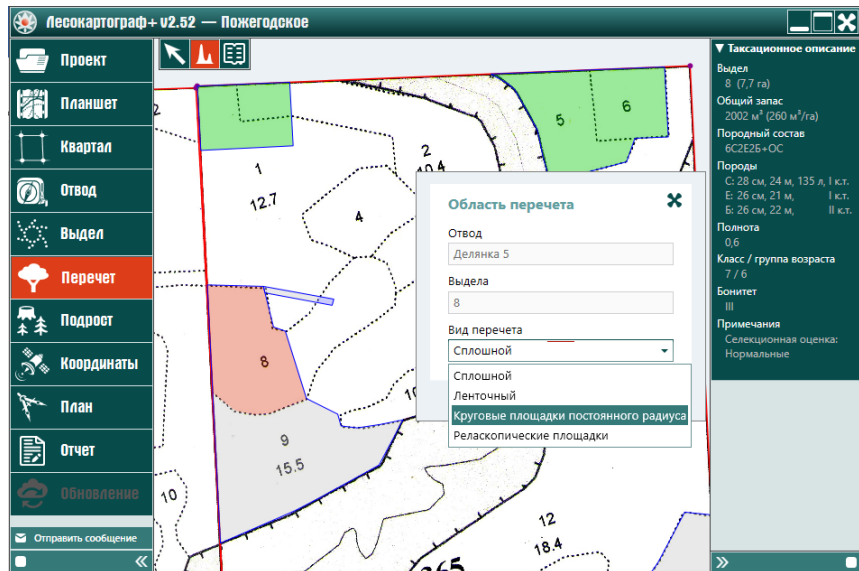 Лесокартограф+ v2.52 — Пожегодское
Проект
Планшет
Квартал
Отвод
Выдел
Перечет
Подрост
Координаты
План
Отчет
Обновление
Отправить сообщение
«
2
1
12.7
2
10.4
4
5
6
8
9
15.5
10
10
12
18.4
365
Область перечета
Отвод
Делянка 5
Выдела
8
Вид перечета
Сплошной
Сплошной
Ленточный
Круговые площадки постоянного радиуса
Реласкопические площадки
▼ Таксационное описание
Выдел
8 (7,7 га)
Общий запас
2002 м³ (260 м³/га)
Породный состав
6С2Е2Б+ОС
Породы
С: 28 см, 24 м, 135 л, I к.т.
Е: 26 см, 21 м, I к.т.
Б: 26 см, 22 м, II к.т.
Полнота
0,6
Класс / группа возраста
7 / 6
Бонитет
III
Примечания
Селекционная оценка:
Нормальные
»